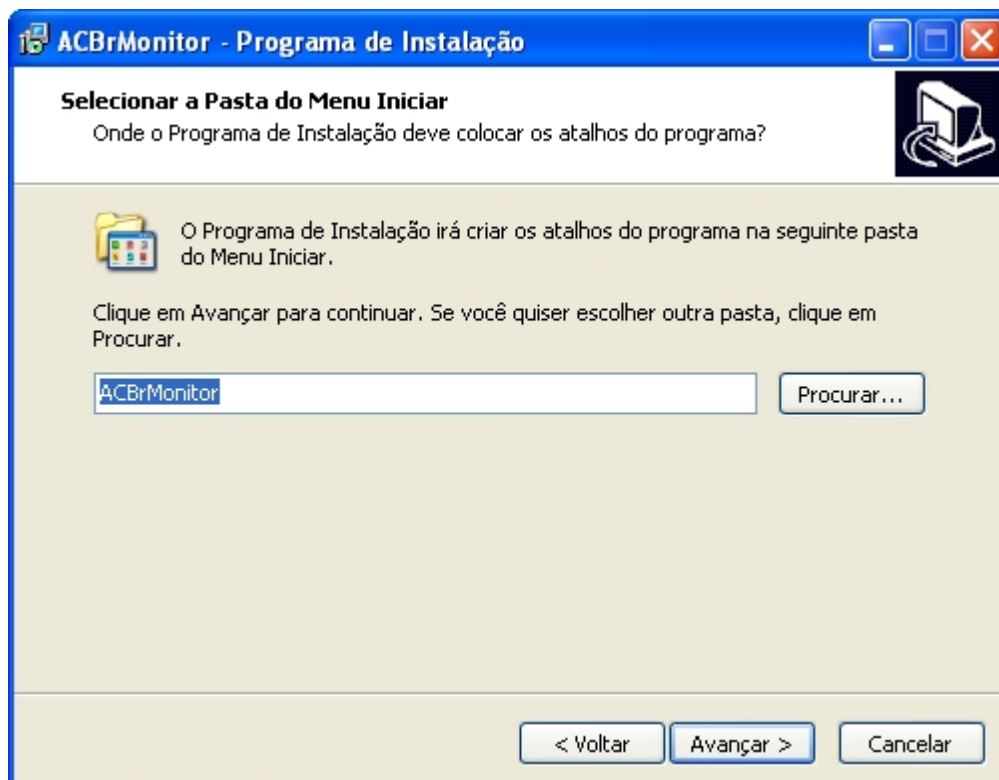 ACBrMonitor - Programa de Instalação
Selecionar a Pasta do Menu Iniciar
Onde o Programa de Instalação deve colocar os atalhos do programa?
O Programa de Instalação irá criar os atalhos do programa na seguinte pasta
do Menu Iniciar.
Clique em Avançar para continuar. Se você quiser escolher outra pasta, clique em
Procurar.
ACBrMonitor
Procurar...
< Voltar
Avançar >
Cancelar